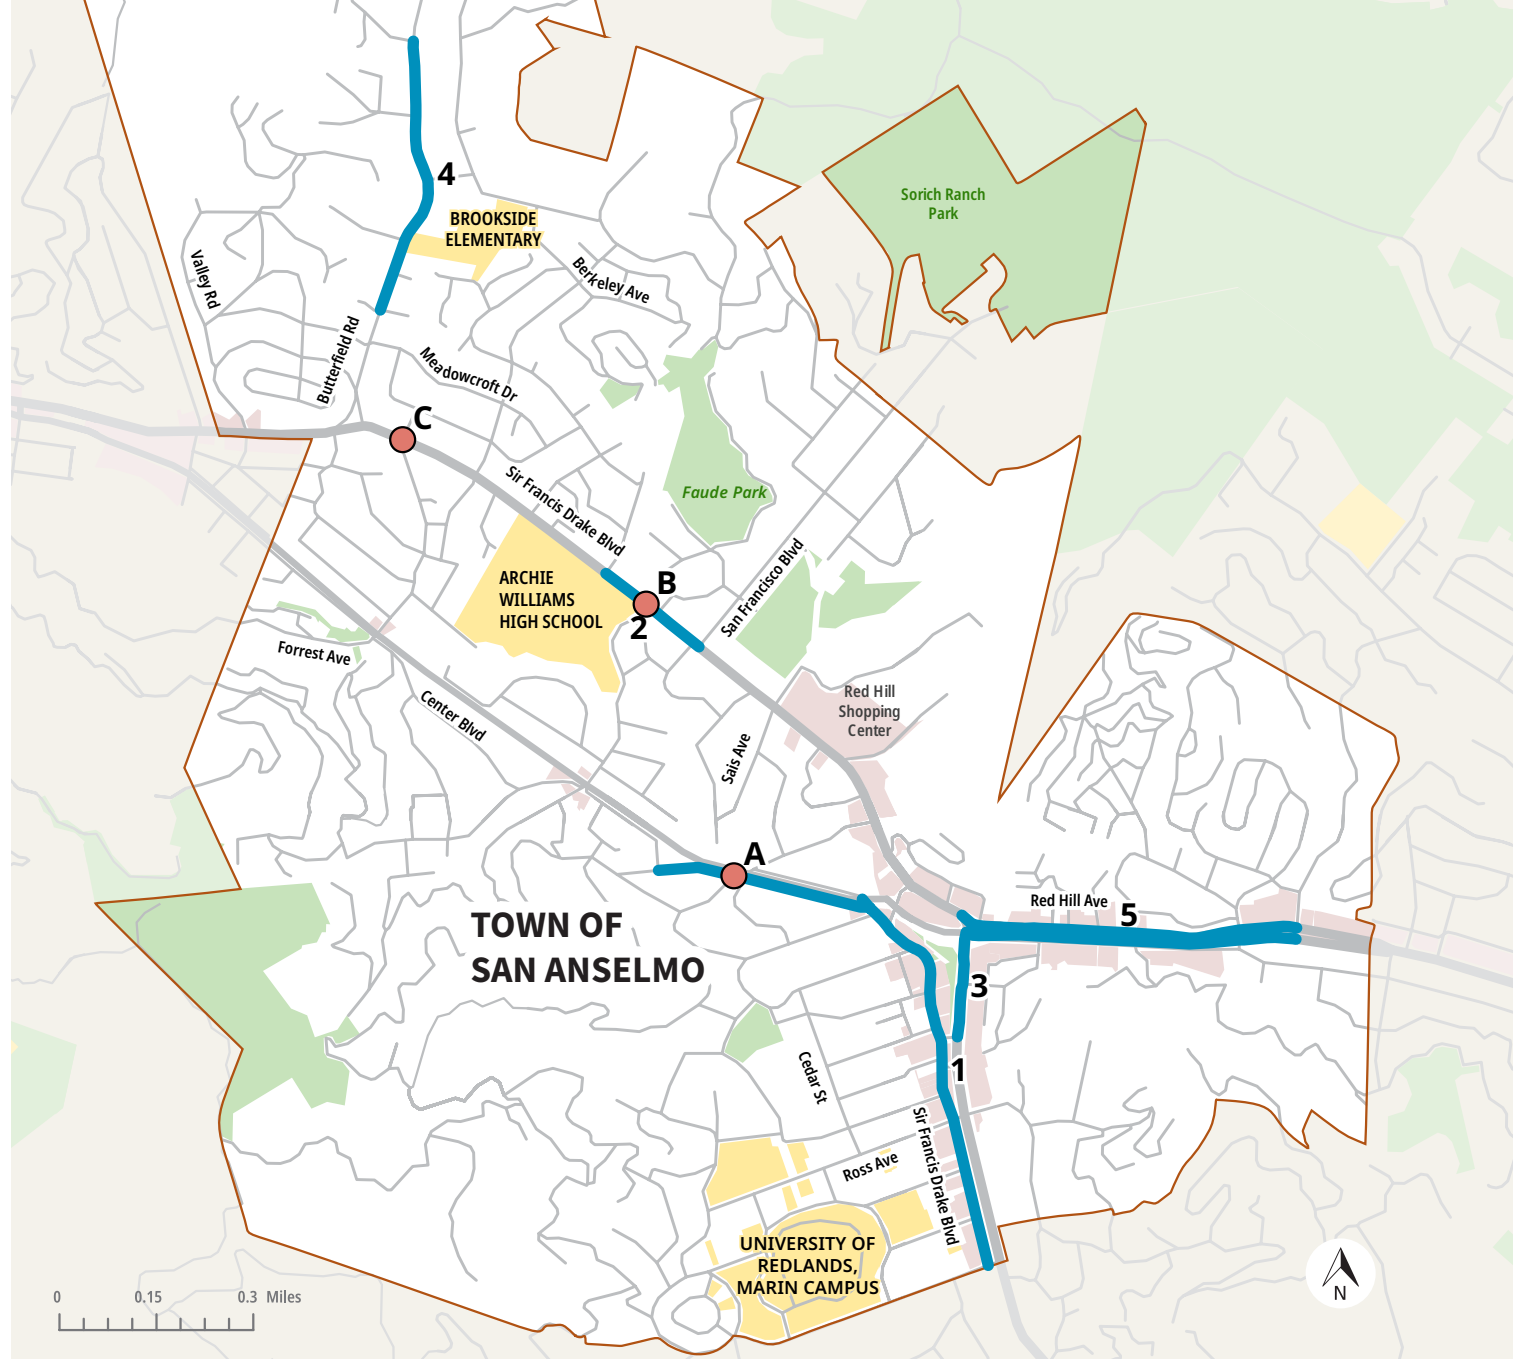 4
BROOKSIDE
ELEMENTARY
Sorich Ranch
Park
Valley Rd
Berkeley Ave
Butterfield Rd
Meadowcroft Dr
C
Sir Francis Drake Blvd
Faude Park
ARCHIE
WILLIAMS
HIGH SCHOOL
B
2
San Francisco Blvd
Forrest Ave
Center Blvd
Red Hill
Shopping
Center
Sais Ave
A
Red Hill Ave
5
TOWN OF
SAN ANSELMO
3
1
Cedar St
Sir Francis Drake Blvd
Ross Ave
UNIVERSITY OF
REDLANDS,
MARIN CAMPUS
0 0.15 0.3 Miles
N